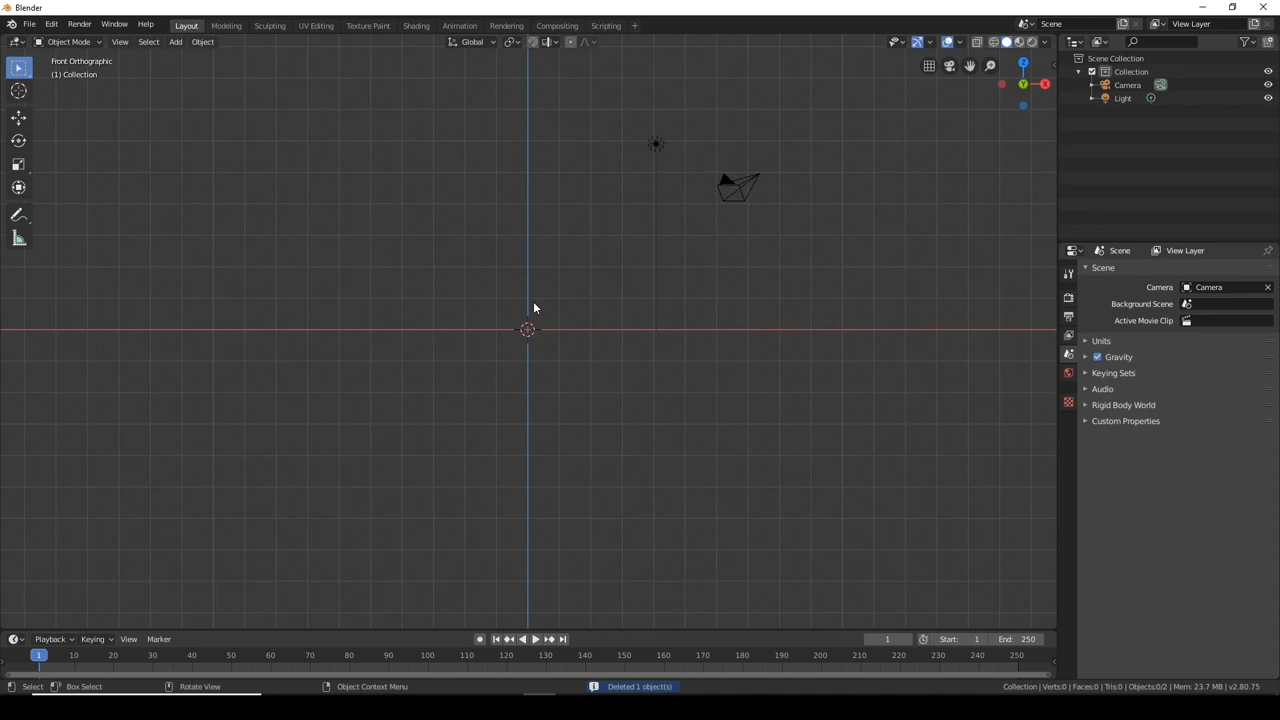 Blender
File Edit Render Window Help Layout Modeling Sculpting UV Editing Texture Paint Shading Animation Rendering Compositing Scripting + Scene View Layer
Object Mode View Select Add Object Global
Front Orthographic
(1) Collection
Z
Y
X
Scene Collection
Collection
Camera
Light
Scene View Layer
Scene
Camera Camera
Background Scene
Active Movie Clip
Units
Gravity
Keying Sets
Audio
Rigid Body World
Custom Properties
Playback Keying View Marker 1 Start: 1 End: 250
1 10 20 30 40 50 60 70 80 90 100 110 120 130 140 150 160 170 180 190 200 210 220 230 240 250
Select Box Select Rotate View Object Context Menu Deleted 1 object(s) Collection | Verts:0 | Faces:0 | Tris:0 | Objects:0/2 | Mem: 23.7 MB | v2.80.75